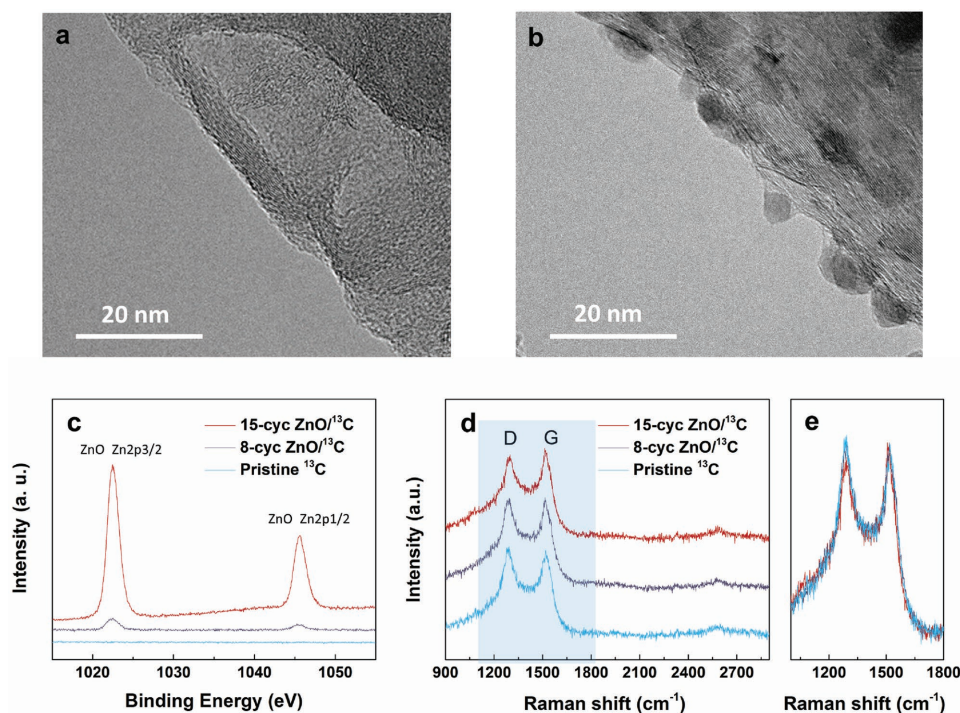 a
20 nm
b
20 nm
c
15-cyc ZnO/¹³C
8-cyc ZnO/¹³C
Pristine ¹³C
ZnO Zn2p3/2
ZnO Zn2p1/2
Intensity (a. u.)
1020 1030 1040 1050
Binding Energy (eV)
d
D G
15-cyc ZnO/¹³C
8-cyc ZnO/¹³C
Pristine ¹³C
Intensity (a.u.)
900 1200 1500 1800 2100 2400 2700
Raman shift (cm⁻¹)
e
1200 1400 1600 1800
Raman shift (cm⁻¹)